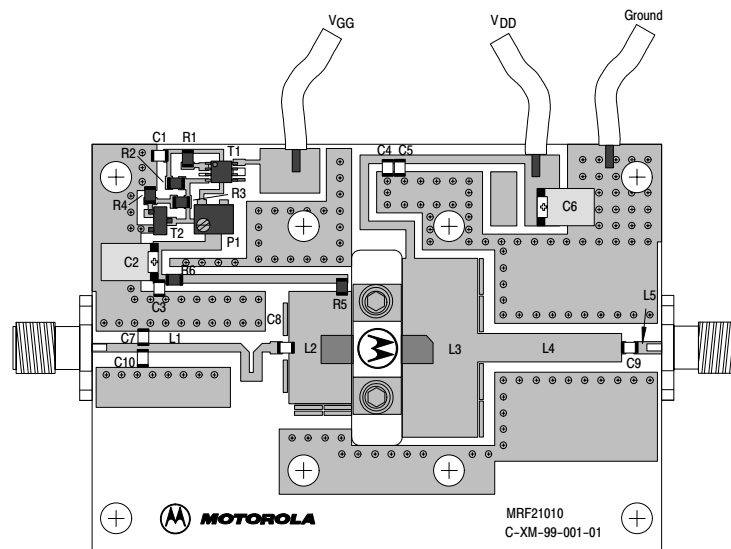 VGG
VDD
Ground
C1
R1
T1
R2
C4
C5
R4
R3
T2
P1
C6
C2
R6
C3
R5
L5
C8
C7
L1
L2
L3
L4
C10
C9
MOTOROLA
MRF21010
C-XM-99-001-01